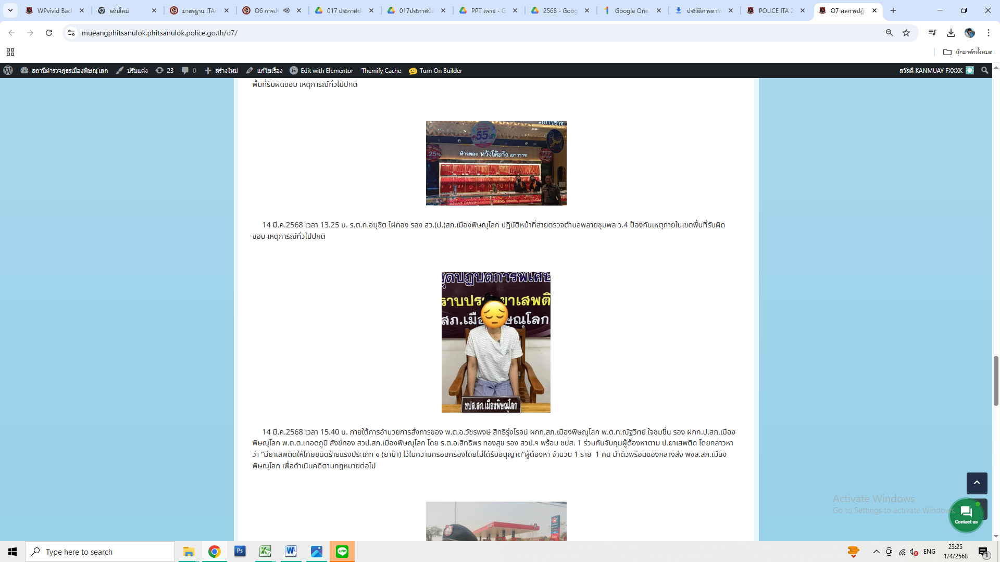 WPvivid Back
แท็บใหม่
มาตรฐาน ITA
O6 การปร
017 ประกาศช
017ประกาศป้อ
PPT ตรวจ - G
2568 - Goog
Google One
ประวัติการดาว
POLICE ITA 2
O7 ผลการปฏิบ
mueangphitsanulok.phitsanulok.police.go.th/o7/
บุ๊กมาร์กทั้งหมด
สถานีตำรวจภูธรเมืองพิษณุโลก
ปรับแต่ง
23
0
สร้างใหม่
แก้ไขเรื่อง
Edit with Elementor
Themify Cache
Turn On Builder
สวัสดี KANMUAY FXXXK
พื้นที่รับผิดชอบ เหตุการณ์ทั่วไปปกติ
เยาวราช
55
.25%
ห้างทอง หวังโต๊ะกัง เยาวราช
14 มี.ค.2568 เวลา 13.25 น. ร.ต.ท.อนุชิต ไฝทอง รอง สว.(ป.)สภ.เมืองพิษณุโลก ปฏิบัติหน้าที่สายตรวจตำบลพลายชุมพล ว.4 ป้องกันเหตุภายในเขตพื้นที่รับผิด
ชอบ เหตุการณ์ทั่วไปปกติ
ชุดปฏิบัติการพิเศษ
ราบปรา ยาเสพติ
สภ.เมือ พิษณุโลก
ชปส.สภ.เมืองพิษณุโลก
14 มี.ค.2568 เวลา 15.40 น. ภายใต้การอำนวยการสั่งการของ พ.ต.อ.วัชรพงษ์ สิทธิรุ่งโรจน์ ผกก.สภ.เมืองพิษณุโลก พ.ต.ท.ณัฐวิทย์ ใจชมชื่น รอง ผกก.ป.สภ.เมือง
พิษณุโลก พ.ต.ต.เทอดภูมิ สังข์ทอง สวป.สภ.เมืองพิษณุโลก โดย ร.ต.อ.สิทธิพร ทองสุข รอง สวป.ฯ พร้อม ชปส. 1 ร่วมกันจับกุมผู้ต้องหาตาม ป.ยาเสพติด โดยกล่าวหา
ว่า “มียาเสพติดให้โทษชนิดร้ายแรงประเภท ๑ (ยาบ้า) ไว้ในความครอบครองโดยไม่ได้รับอนุญาต”ผู้ต้องหา จำนวน 1 ราย 1 คน นำตัวพร้อมของกลางส่ง พงส.สภ.เมือง
พิษณุโลก เพื่อดำเนินคดีตามกฎหมายต่อไป
Activate Windows
Go to Settings to activate Windows.
Contact us
Type here to search
Ps
LINE
ENG
23:25
1/4/2568
1